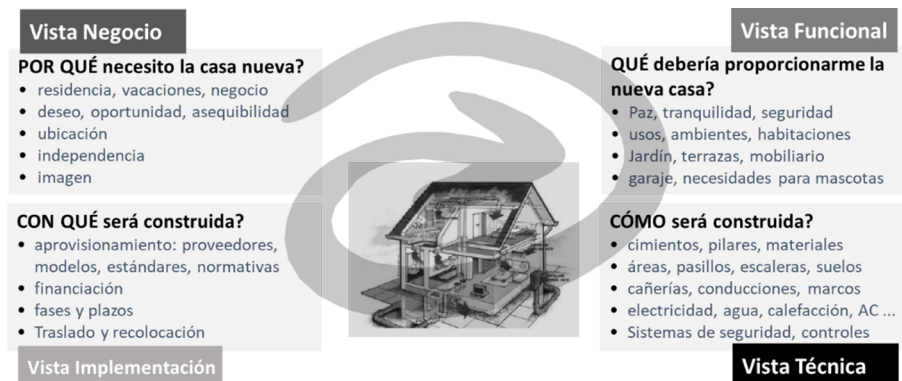 Vista Negocio
POR QUÉ necesito la casa nueva?
• residencia, vacaciones, negocio
• deseo, oportunidad, asequibilidad
• ubicación
• independencia
• imagen
Vista Funcional
QUÉ debería proporcionarme la
nueva casa?
• Paz, tranquilidad, seguridad
• usos, ambientes, habitaciones
• Jardín, terrazas, mobiliario
• garaje, necesidades para mascotas
CON QUÉ será construida?
• aprovisionamiento: proveedores,
modelos, estándares, normativas
• financiación
• fases y plazos
• Traslado y recolocación
Vista Implementación
CÓMO será construida?
• cimientos, pilares, materiales
• áreas, pasillos, escaleras, suelos
• cañerías, conducciones, marcos
• electricidad, agua, calefacción, AC ...
• Sistemas de seguridad, controles
Vista Técnica